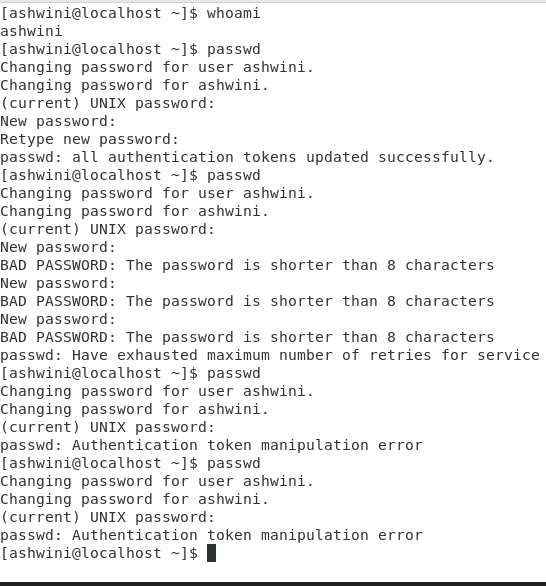 [ashwini@localhost ~]$ whoami
ashwini
[ashwini@localhost ~]$ passwd
Changing password for user ashwini.
Changing password for ashwini.
(current) UNIX password:
New password:
Retype new password:
passwd: all authentication tokens updated successfully.
[ashwini@localhost ~]$ passwd
Changing password for user ashwini.
Changing password for ashwini.
(current) UNIX password:
New password:
BAD PASSWORD: The password is shorter than 8 characters
New password:
BAD PASSWORD: The password is shorter than 8 characters
New password:
BAD PASSWORD: The password is shorter than 8 characters
passwd: Have exhausted maximum number of retries for service
[ashwini@localhost ~]$ passwd
Changing password for user ashwini.
Changing password for ashwini.
(current) UNIX password:
passwd: Authentication token manipulation error
[ashwini@localhost ~]$ passwd
Changing password for user ashwini.
Changing password for ashwini.
(current) UNIX password:
passwd: Authentication token manipulation error
[ashwini@localhost ~]$